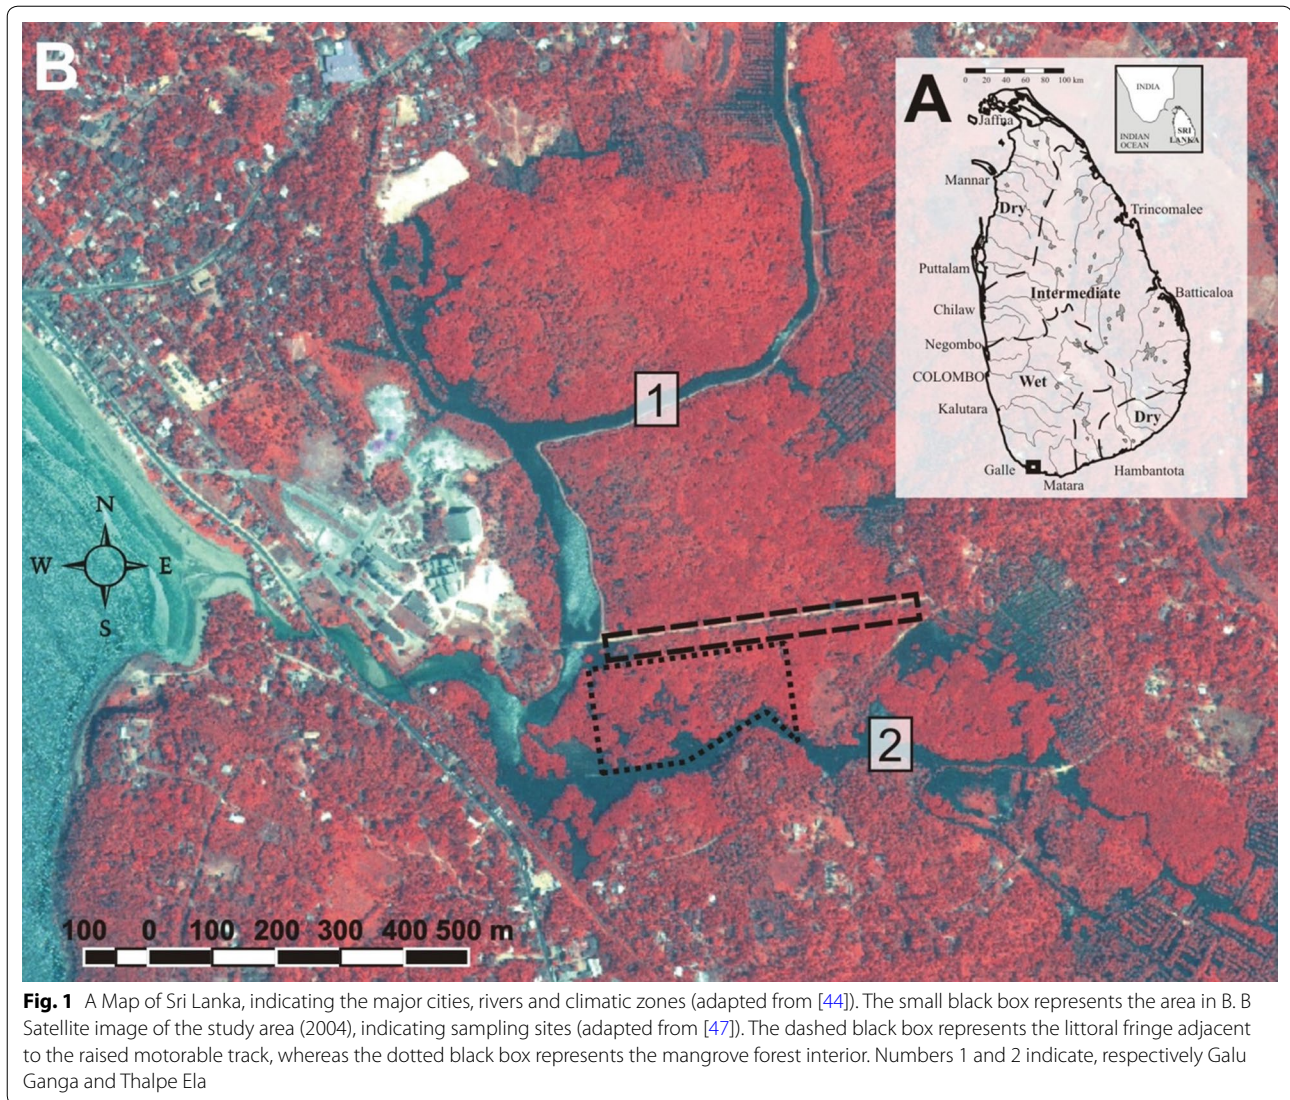 B
A
0 20 40 60 80 100 km
INDIA
INDIAN
OCEAN
SRI
LANKA
Jaffna
Mannar
Dry
Trincomalee
Puttalam
Intermediate
Batticaloa
Chilaw
Negombo
COLOMBO
Wet
Kalutara
Dry
Galle
Hambantota
Matara
1
N
W E
S
2
100 0 100 200 300 400 500 m
Fig. 1 A Map of Sri Lanka, indicating the major cities, rivers and climatic zones (adapted from [44]). The small black box represents the area in B. B
Satellite image of the study area (2004), indicating sampling sites (adapted from [47]). The dashed black box represents the littoral fringe adjacent
to the raised motorable track, whereas the dotted black box represents the mangrove forest interior. Numbers 1 and 2 indicate, respectively Galu
Ganga and Thalpe Ela